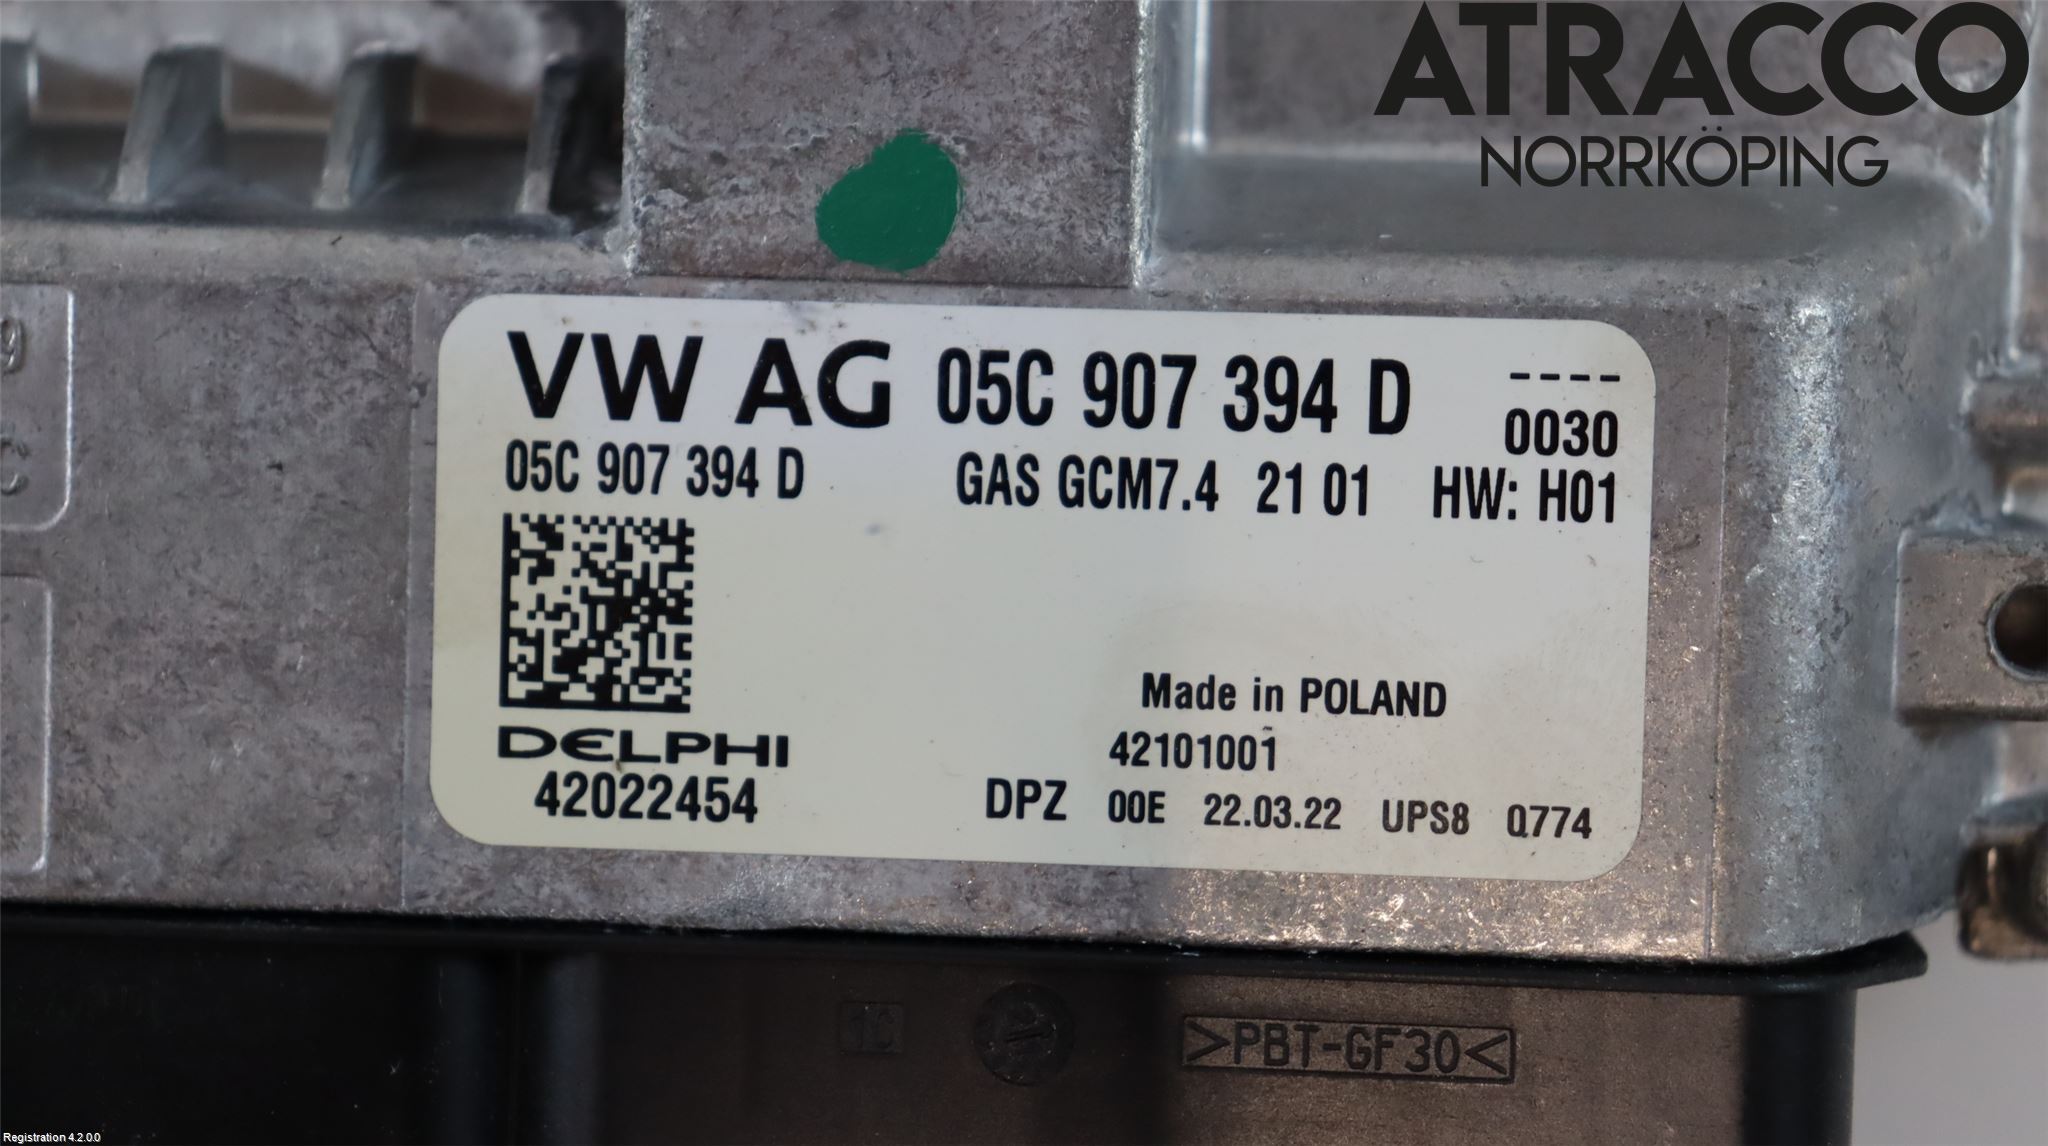 ATRACCO
NORRKÖPING
VW AG 05C 907 394 D ----
0030
05C 907 394 D GAS GCM7.4 21 01 HW: H01
Made in POLAND
DELPHI 42101001
42022454 DPZ 00E 22.03.22 UPS8 Q774
9
C
1C
>PBT-GF30<
Registration 4.2.0.0